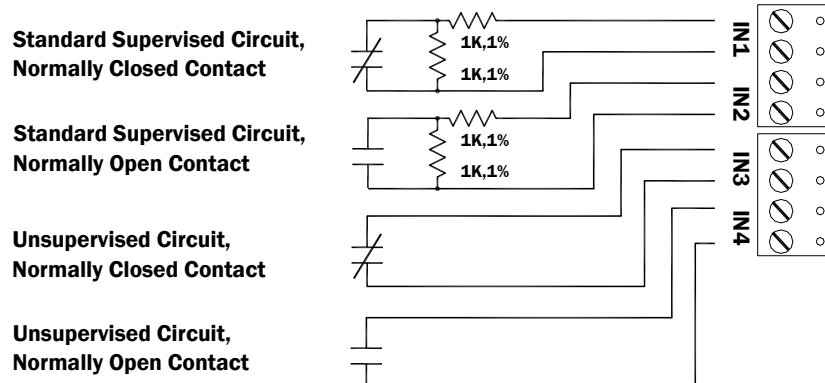 Standard Supervised Circuit,
Normally Closed Contact
1K,1%
1K,1%
IN1
Standard Supervised Circuit,
Normally Open Contact
1K,1%
1K,1%
IN2
Unsupervised Circuit,
Normally Closed Contact
IN3
Unsupervised Circuit,
Normally Open Contact
IN4